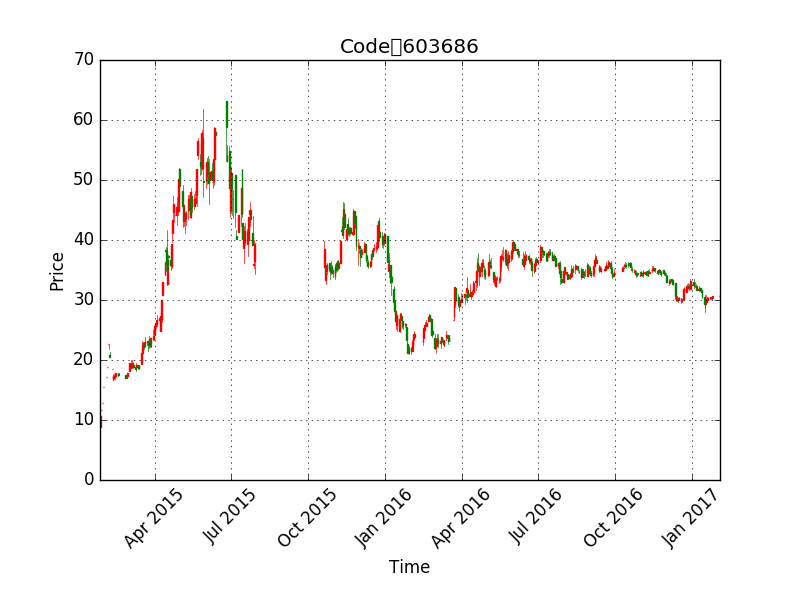 Code▯603686
70
60
50
40
30
20
10
0
Price
Apr 2015
Jul 2015
Oct 2015
Jan 2016
Apr 2016
Jul 2016
Oct 2016
Jan 2017
Time